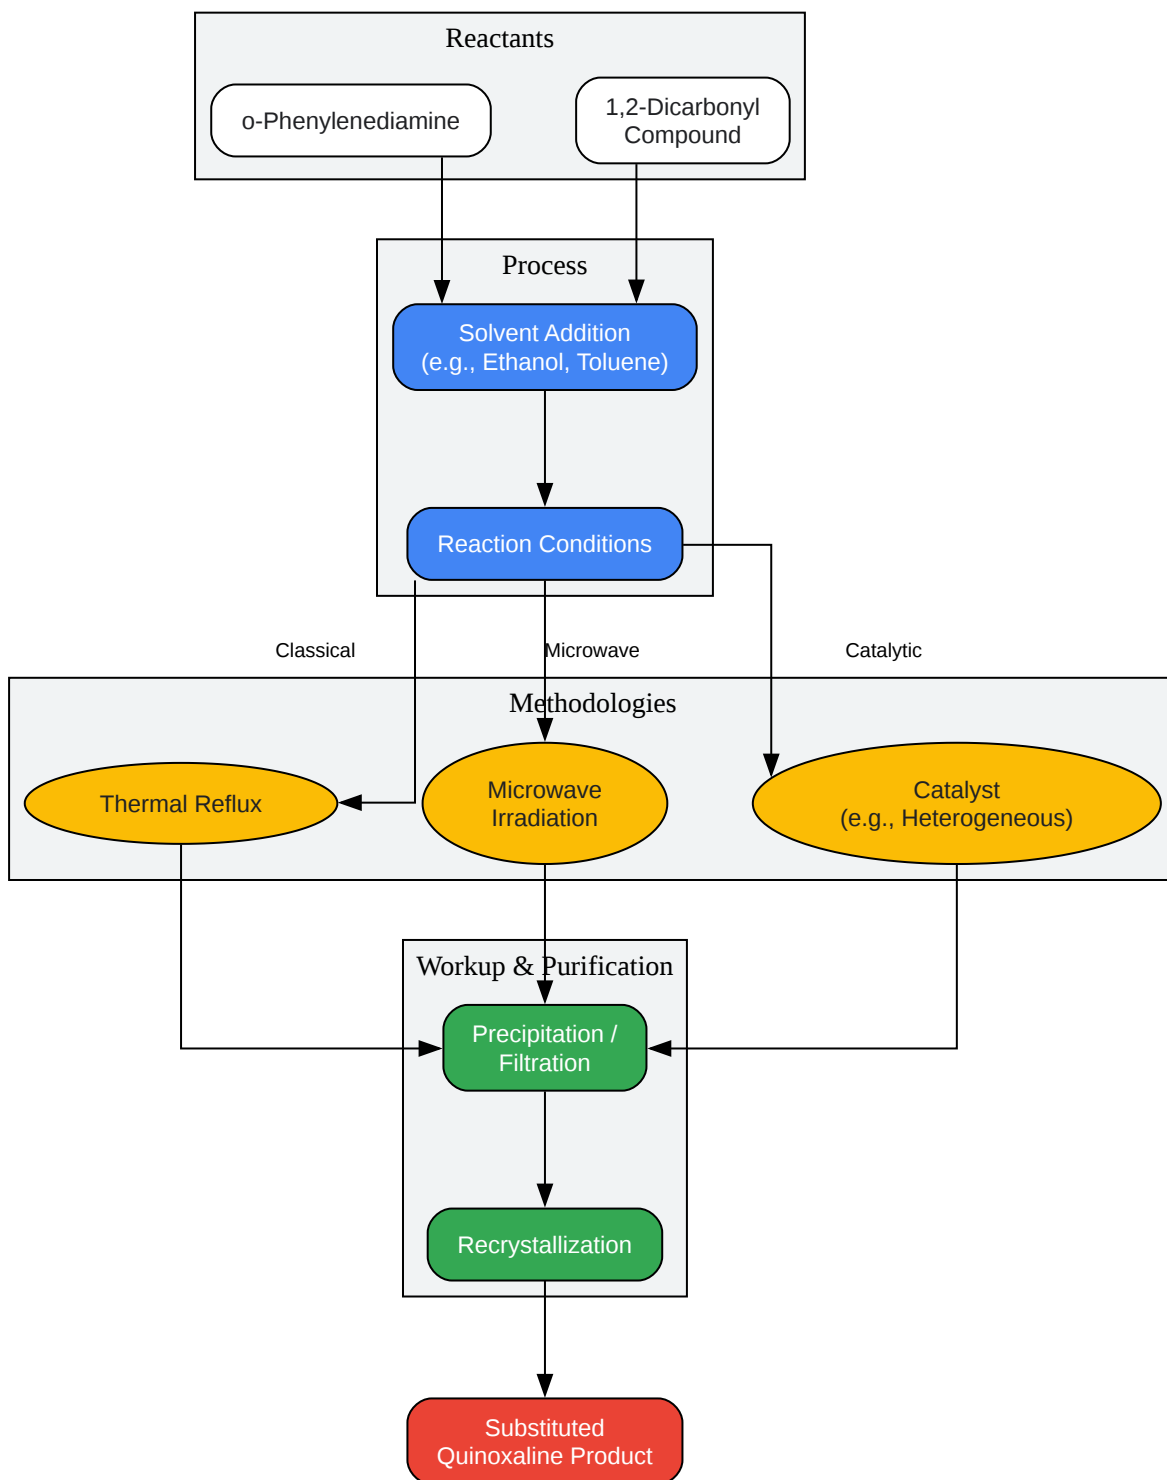 Reactants
o-Phenylenediamine
1,2-Dicarbonyl
Compound
Process
Solvent Addition
(e.g., Ethanol, Toluene)
Reaction Conditions
Classical
Microwave
Catalytic
Methodologies
Thermal Reflux
Microwave
Irradiation
Catalyst
(e.g., Heterogeneous)
Workup & Purification
Precipitation /
Filtration
Recrystallization
Substituted
Quinoxaline Product